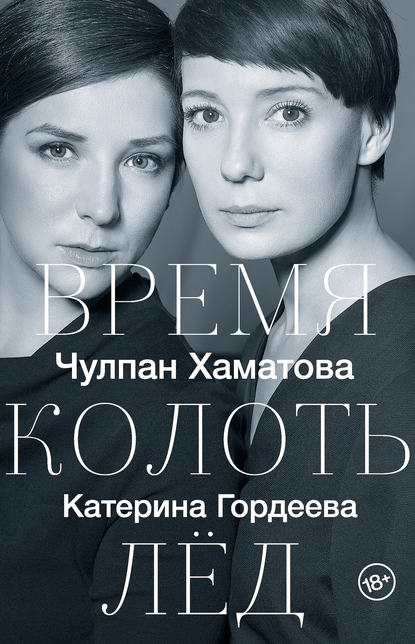 ВРЕМЯ
Чулпан Хаматова
КОЛОТЬ
Катерина Гордеева
ЛЁД
18+